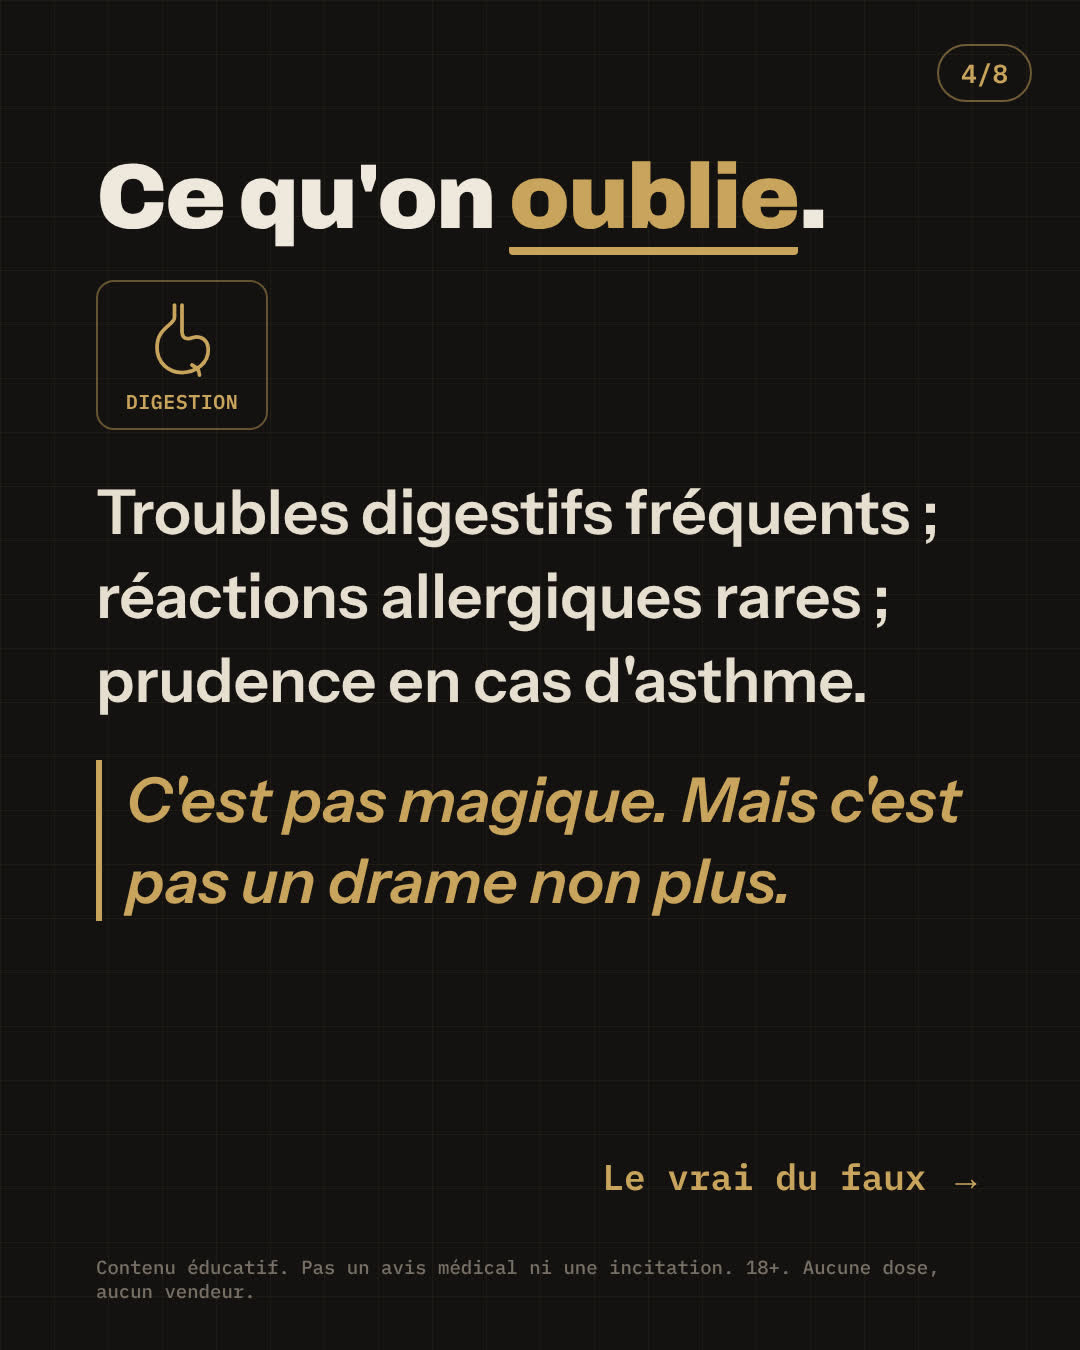 4/8
Ce qu'on oublie.
DIGESTION
Troubles digestifs fréquents ;
réactions allergiques rares ;
prudence en cas d'asthme.
C'est pas magique. Mais c'est
pas un drame non plus.
Le vrai du faux →
Contenu éducatif. Pas un avis médical ni une incitation. 18+. Aucune dose,
aucun vendeur.